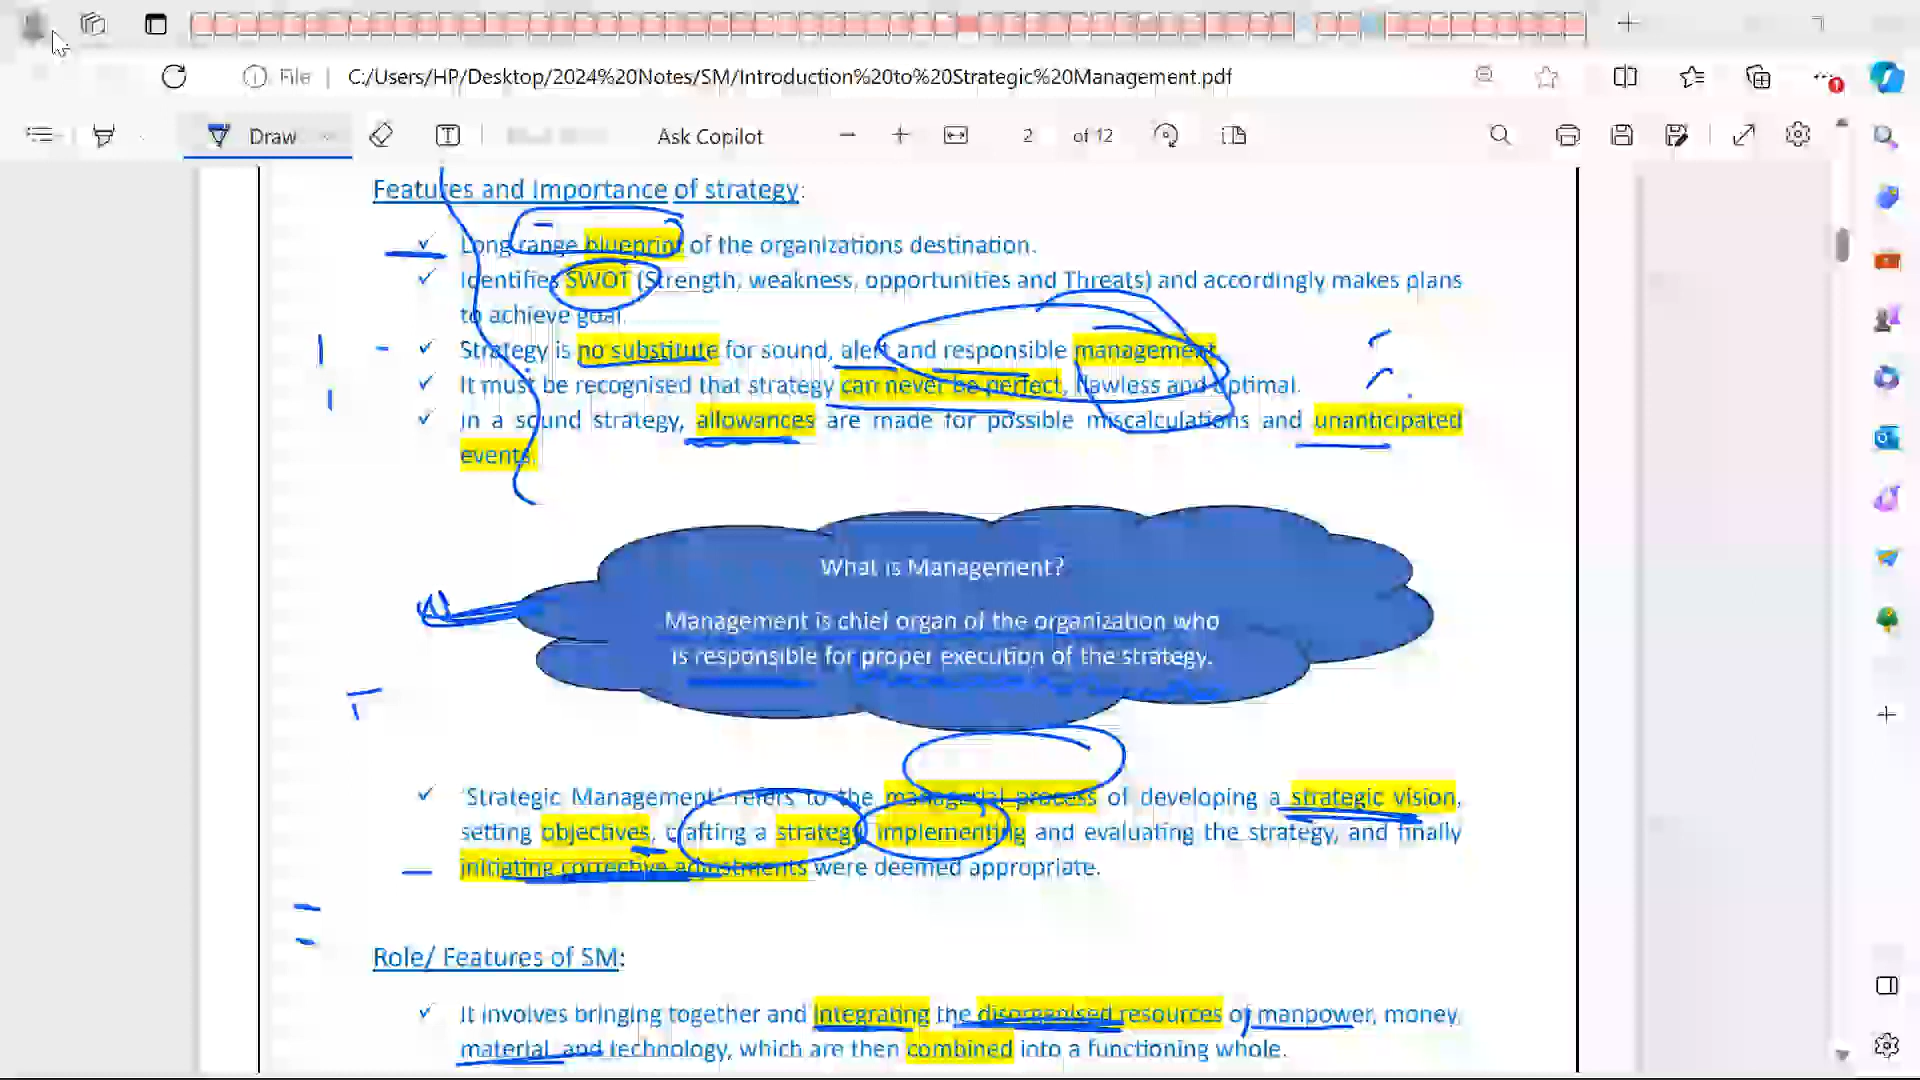 File
C:/Users/HP/Desktop/2024%20Notes/SM/Introduction%20to%20Strategic%20Management.pdf
Draw
Ask Copilot
2 of 12
Features and Importance of strategy:
✓ Long range blueprint of the organizations destination.
✓ Identifies SWOT (Strength, weakness, opportunities and Threats) and accordingly makes plans
to achieve goal.
✓ Strategy is no substitute for sound, alert and responsible management
✓ It must be recognised that strategy can never be perfect, flawless and optimal.
✓ In a sound strategy, allowances are made for possible miscalculations and unanticipated
events.
What is Management?
Management is chief organ of the organization who
is responsible for proper execution of the strategy.
✓ 'Strategic Management' refers to the managerial process of developing a strategic vision,
setting objectives, crafting a strategy implementing and evaluating the strategy, and finally
initiating corrective adjustments were deemed appropriate.
Role/ Features of SM:
✓ It involves bringing together and integrating the disorganised resources of manpower, money,
material and technology, which are then combined into a functioning whole.